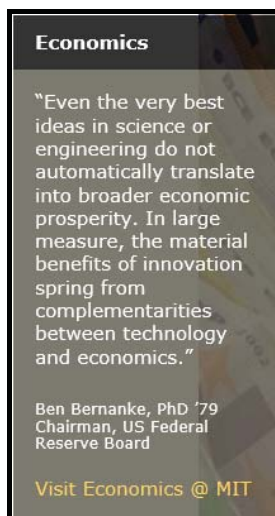 Economics
“Even the very best
ideas in science or
engineering do not
automatically translate
into broader economic
prosperity. In large
measure, the material
benefits of innovation
spring from
complementarities
between technology
and economics.”
Ben Bernanke, PhD ’79
Chairman, US Federal
Reserve Board
Visit Economics @ MIT